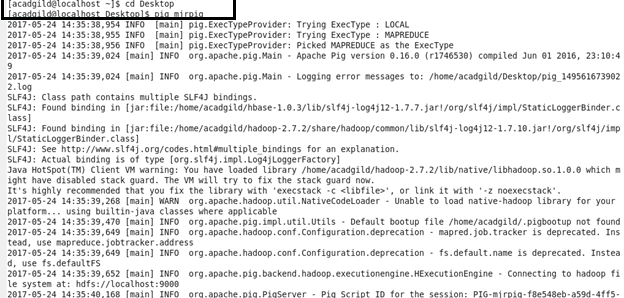 [acadgild@localhost ~]$ cd Desktop
[acadgild@localhost Desktop]$ pig mjrpig
2017-05-24 14:35:38,954 INFO  [main] pig.ExecTypeProvider: Trying ExecType : LOCAL
2017-05-24 14:35:38,955 INFO  [main] pig.ExecTypeProvider: Trying ExecType : MAPREDUCE
2017-05-24 14:35:38,956 INFO  [main] pig.ExecTypeProvider: Picked MAPREDUCE as the ExecType
2017-05-24 14:35:39,024 [main] INFO  org.apache.pig.Main - Apache Pig version 0.16.0 (r1746530) compiled Jun 01 2016, 23:10:4
9
2017-05-24 14:35:39,024 [main] INFO  org.apache.pig.Main - Logging error messages to: /home/acadgild/Desktop/pig_149561673902
2.log
SLF4J: Class path contains multiple SLF4J bindings.
SLF4J: Found binding in [jar:file:/home/acadgild/hbase-1.0.3/lib/slf4j-log4j12-1.7.7.jar!/org/slf4j/impl/StaticLoggerBinder.c
lass]
SLF4J: Found binding in [jar:file:/home/acadgild/hadoop-2.7.2/share/hadoop/common/lib/slf4j-log4j12-1.7.10.jar!/org/slf4j/imp
l/StaticLoggerBinder.class]
SLF4J: See http://www.slf4j.org/codes.html#multiple_bindings for an explanation.
SLF4J: Actual binding is of type [org.slf4j.impl.Log4jLoggerFactory]
Java HotSpot(TM) Client VM warning: You have loaded library /home/acadgild/hadoop-2.7.2/lib/native/libhadoop.so.1.0.0 which m
ight have disabled stack guard. The VM will try to fix the stack guard now.
It's highly recommended that you fix the library with 'execstack -c <libfile>', or link it with '-z noexecstack'.
2017-05-24 14:35:39,268 [main] WARN  org.apache.hadoop.util.NativeCodeLoader - Unable to load native-hadoop library for your
platform... using builtin-java classes where applicable
2017-05-24 14:35:39,470 [main] INFO  org.apache.pig.impl.util.Utils - Default bootup file /home/acadgild/.pigbootup not found
2017-05-24 14:35:39,649 [main] INFO  org.apache.hadoop.conf.Configuration.deprecation - mapred.job.tracker is deprecated. Ins
tead, use mapreduce.jobtracker.address
2017-05-24 14:35:39,649 [main] INFO  org.apache.hadoop.conf.Configuration.deprecation - fs.default.name is deprecated. Instea
d, use fs.defaultFS
2017-05-24 14:35:39,652 [main] INFO  org.apache.pig.backend.hadoop.executionengine.HExecutionEngine - Connecting to hadoop fi
le system at: hdfs://localhost:9000
2017-05-24 14:35:40,168 [main] INFO  org.apache.pig.PigServer - Pig Script ID for the session: PIG-mjrpig-f8e548eb-a59d-4ff5-